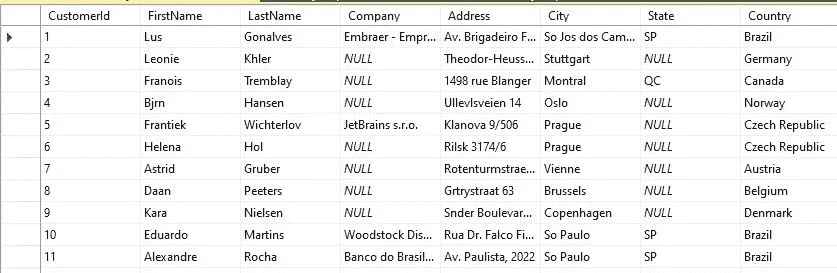 CustomerId FirstName LastName Company Address City State Country
1 Lus Gonalves Embraer - Empr... Av. Brigadeiro F... So Jos dos Cam... SP Brazil
2 Leonie Khler NULL Theodor-Heuss... Stuttgart NULL Germany
3 Franois Tremblay NULL 1498 rue Blanger Montral QC Canada
4 Bjrn Hansen NULL Ullevlsveien 14 Oslo NULL Norway
5 Frantiek Wichterlov JetBrains s.r.o. Klanova 9/506 Prague NULL Czech Republic
6 Helena Hol NULL Rilsk 3174/6 Prague NULL Czech Republic
7 Astrid Gruber NULL Rotenturmstrae... Vienne NULL Austria
8 Daan Peeters NULL Grtrystraat 63 Brussels NULL Belgium
9 Kara Nielsen NULL Snder Boulevar... Copenhagen NULL Denmark
10 Eduardo Martins Woodstock Dis... Rua Dr. Falco Fi... So Paulo SP Brazil
11 Alexandre Rocha Banco do Brasil... Av. Paulista, 2022 So Paulo SP Brazil